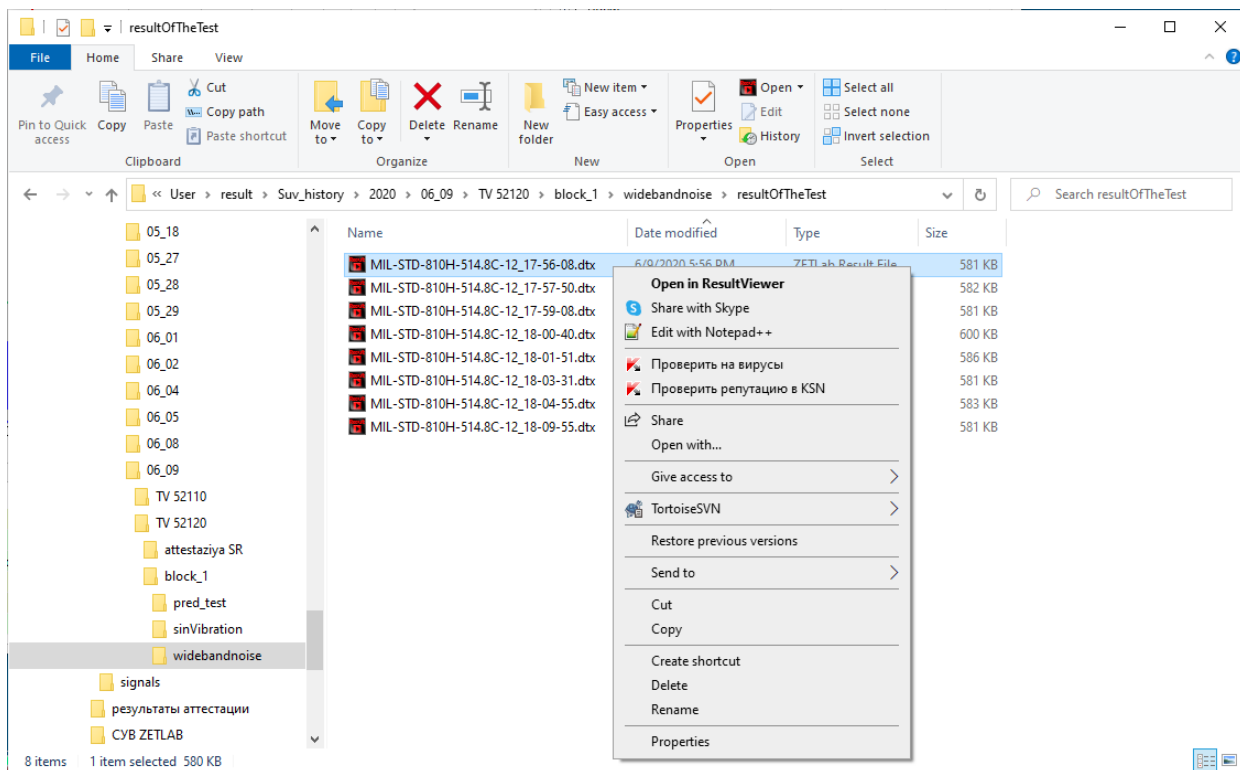 resultOfTheTest
File Home Share View
Pin to Quick access
Copy
Paste
Cut
Copy path
Paste shortcut
Clipboard
Move to
Copy to
Delete
Rename
Organize
New folder
New item
Easy access
New
Properties
Open
Edit
History
Open
Select all
Select none
Invert selection
Select
« User › result › Suv_history › 2020 › 06_09 › TV 52120 › block_1 › widebandnoise › resultOfTheTest
Search resultOfTheTest
05_18
05_27
05_28
05_29
06_01
06_02
06_04
06_05
06_08
06_09
TV 52110
TV 52120
attestaziya SR
block_1
pred_test
sinVibration
widebandnoise
signals
результаты аттестации
СУВ ZETLAB
Name Date modified Type Size
MIL-STD-810H-514.8C-12_17-56-08.dtx 6/9/2020 5:56 PM ZETLab Result File 581 KB
MIL-STD-810H-514.8C-12_17-57-50.dtx 582 KB
MIL-STD-810H-514.8C-12_17-59-08.dtx 581 KB
MIL-STD-810H-514.8C-12_18-00-40.dtx 600 KB
MIL-STD-810H-514.8C-12_18-01-51.dtx 586 KB
MIL-STD-810H-514.8C-12_18-03-31.dtx 581 KB
MIL-STD-810H-514.8C-12_18-04-55.dtx 583 KB
MIL-STD-810H-514.8C-12_18-09-55.dtx 581 KB
Open in ResultViewer
Share with Skype
Edit with Notepad++
Проверить на вирусы
Проверить репутацию в KSN
Share
Open with...
Give access to
TortoiseSVN
Restore previous versions
Send to
Cut
Copy
Create shortcut
Delete
Rename
Properties
8 items 1 item selected 580 KB